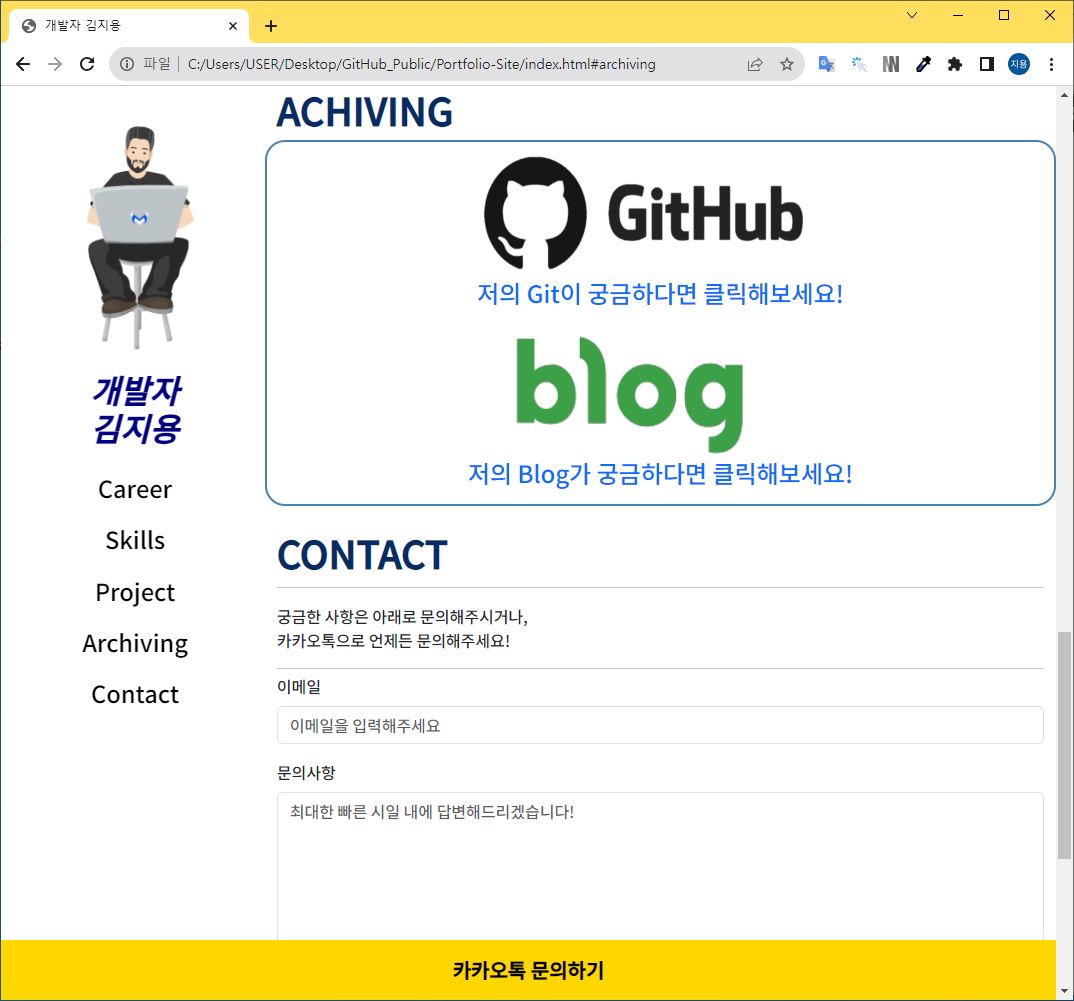 개발자 김지용
파일 | C:/Users/USER/Desktop/GitHub_Public/Portfolio-Site/index.html#archiving
지용
개발자
김지용
Career
Skills
Project
Archiving
Contact
ACHIVING
GitHub
저의 Git이 궁금하다면 클릭해보세요!
blog
저의 Blog가 궁금하다면 클릭해보세요!
CONTACT
궁금한 사항은 아래로 문의해주시거나,
카카오톡으로 언제든 문의해주세요!
이메일
이메일을 입력해주세요
문의사항
최대한 빠른 시일 내에 답변해드리겠습니다!
카카오톡 문의하기